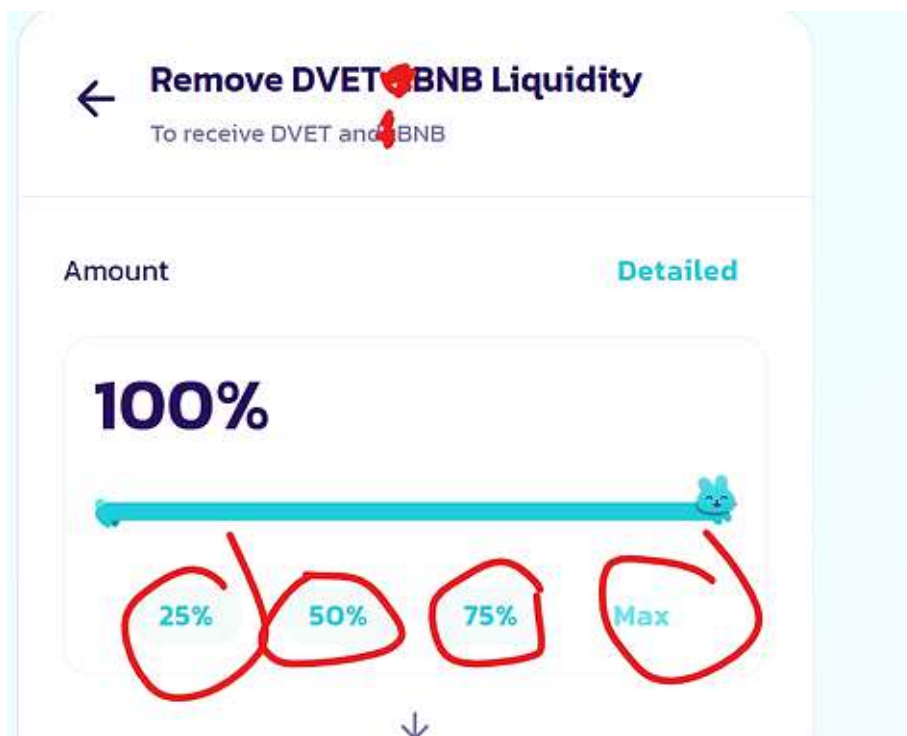 Remove DVET BNB Liquidity
To receive DVET and BNB
Amount
Detailed
100%
25% 50% 75% Max